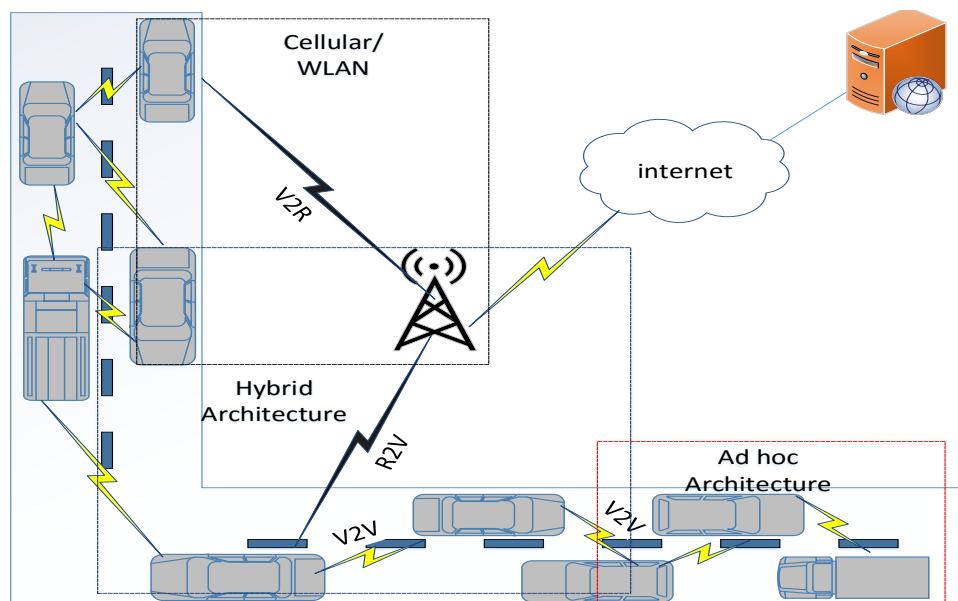 Cellular/
WLAN
internet
V2R
Hybrid
Architecture
R2V
Ad hoc
Architecture
V2V
V2V